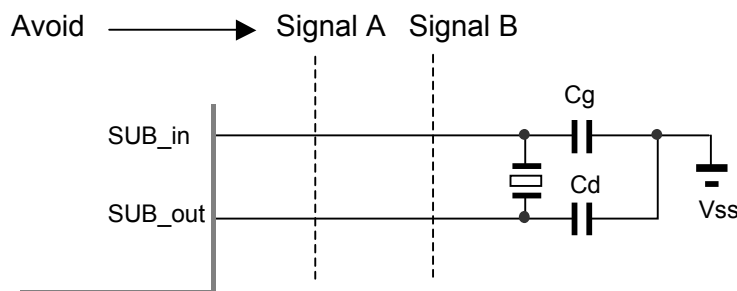 Avoid Signal A Signal B
Cg
SUB_in
Cd
SUB_out
Vss